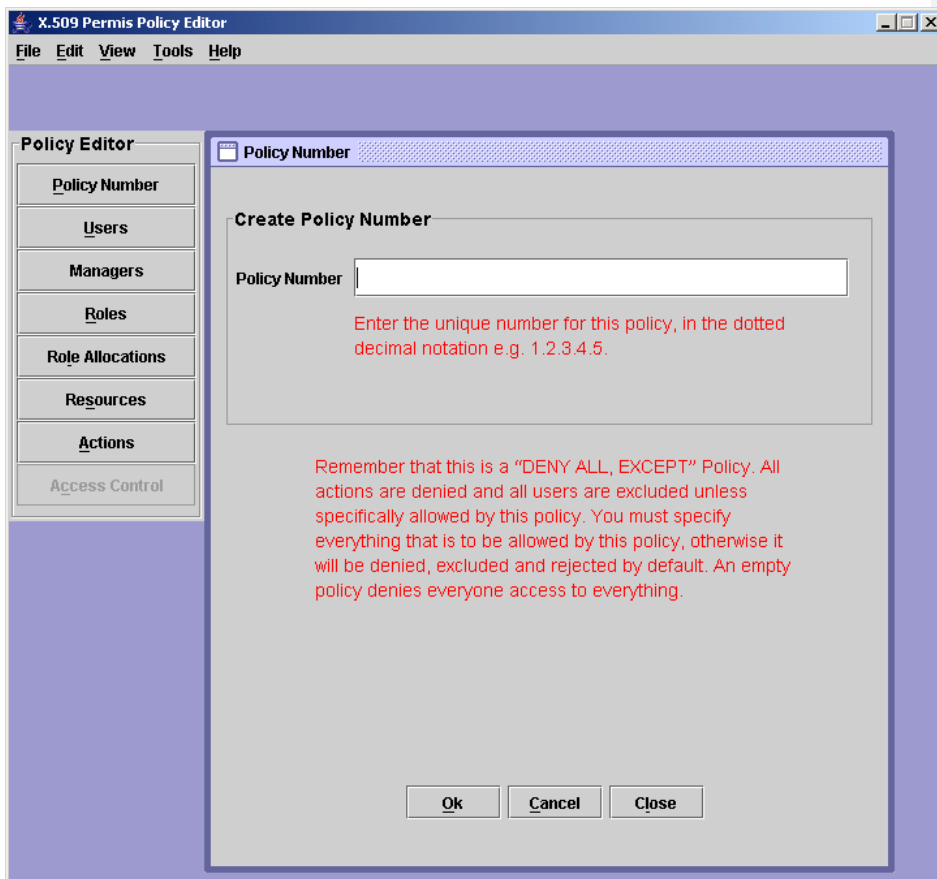 X.509 Permis Policy Editor
File Edit View Tools Help
Policy Editor
Policy Number
Users
Managers
Roles
Role Allocations
Resources
Actions
Access Control
Policy Number
Create Policy Number
Policy Number
Enter the unique number for this policy, in the dotted
decimal notation e.g. 1.2.3.4.5.
Remember that this is a “DENY ALL, EXCEPT” Policy. All
actions are denied and all users are excluded unless
specifically allowed by this policy. You must specify
everything that is to be allowed by this policy, otherwise it
will be denied, excluded and rejected by default. An empty
policy denies everyone access to everything.
Ok Cancel Close